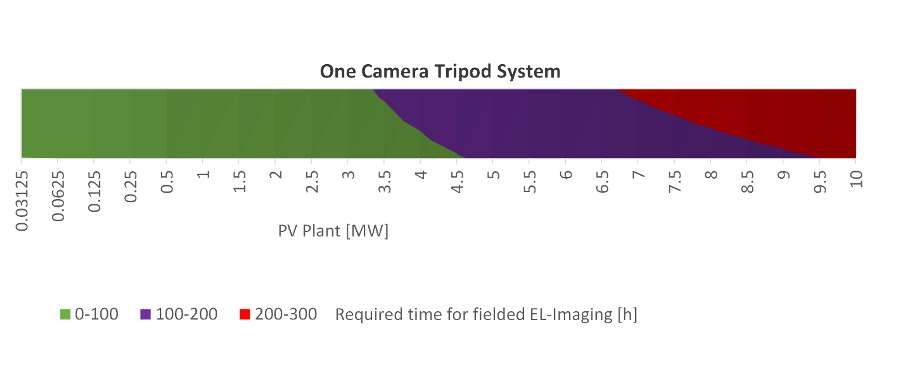 One Camera Tripod System
0.03125 0.0625 0.125 0.25 0.5 1 1.5 2 2.5 3 3.5 4 4.5 5 5.5 6 6.5 7 7.5 8 8.5 9 9.5 10
PV Plant [MW]
0-100 100-200 200-300 Required time for fielded EL-Imaging [h]